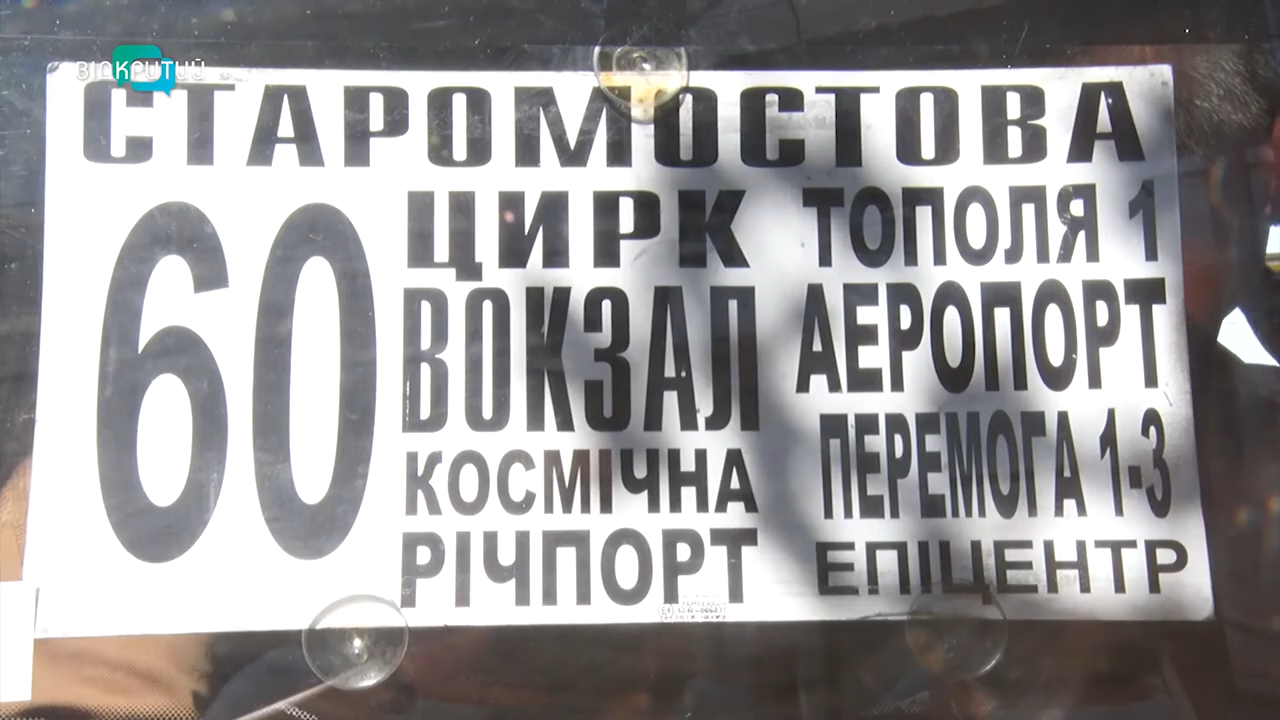 ВІДКРИТИЙ
СТАРОМОСТОВА
60
ЦИРК
ВОКЗАЛ
КОСМІЧНА
РІЧПОРТ
ТОПОЛЯ 1
АЕРОПОРТ
ПЕРЕМОГА 1-3
ЕПІЦЕНТР